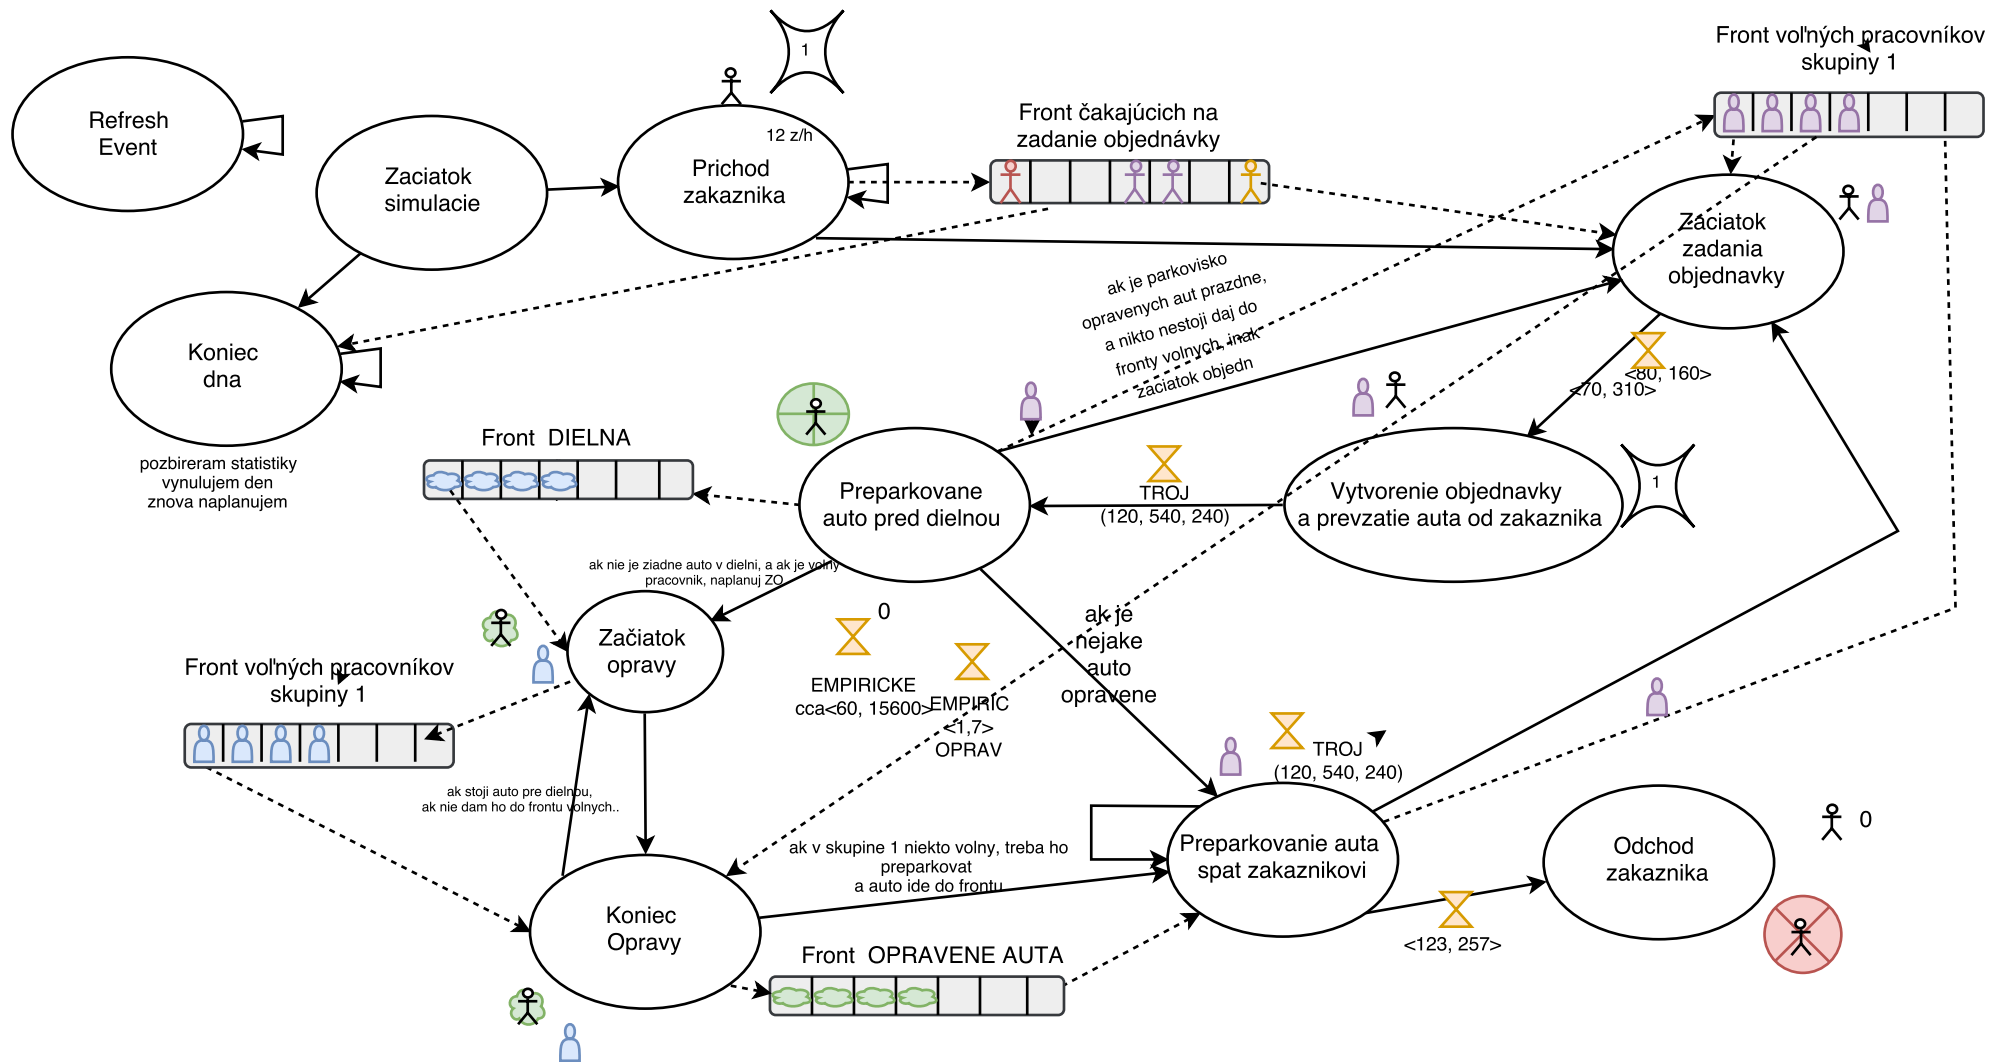 Front voľných pracovníkov
skupiny 1
1
Refresh
Event
Zaciatok
simulacie
12 z/h
Prichod
zakaznika
Front čakajúcich na
zadanie objednávky
Zaciatok
zadania
objednavky
ak je parkovisko
opravenych aut prazdne,
a nikto nestoji daj do
fronty volnych, inak
zaciatok objedn
Koniec
dna
pozbireram statistiky
vynulujem den
znova naplanujem
<80, 160>
<70, 310>
Front  DIELNA
Preparkovane
auto pred dielnou
TROJ
(120, 540, 240)
Vytvorenie objednavky
a prevzatie auta od zakaznika
1
ak nie je ziadne auto v dielni, a ak je volny
pracovnik, naplanuj ZO
Začiatok
opravy
0
EMPIRICKE
cca<60, 15600>
EMPIRIC
<1,7>
OPRAV
ak je
nejake
auto
opravene
Front voľných pracovníkov
skupiny 1
ak stoji auto pre dielnou,
ak nie dam ho do frontu volnych..
TROJ
(120, 540, 240)
ak v skupine 1 niekto volny, treba ho
preparkovat
a auto ide do frontu
Preparkovanie auta
spat zakaznikovi
Odchod
zakaznika
0
Koniec
Opravy
<123, 257>
Front  OPRAVENE AUTA